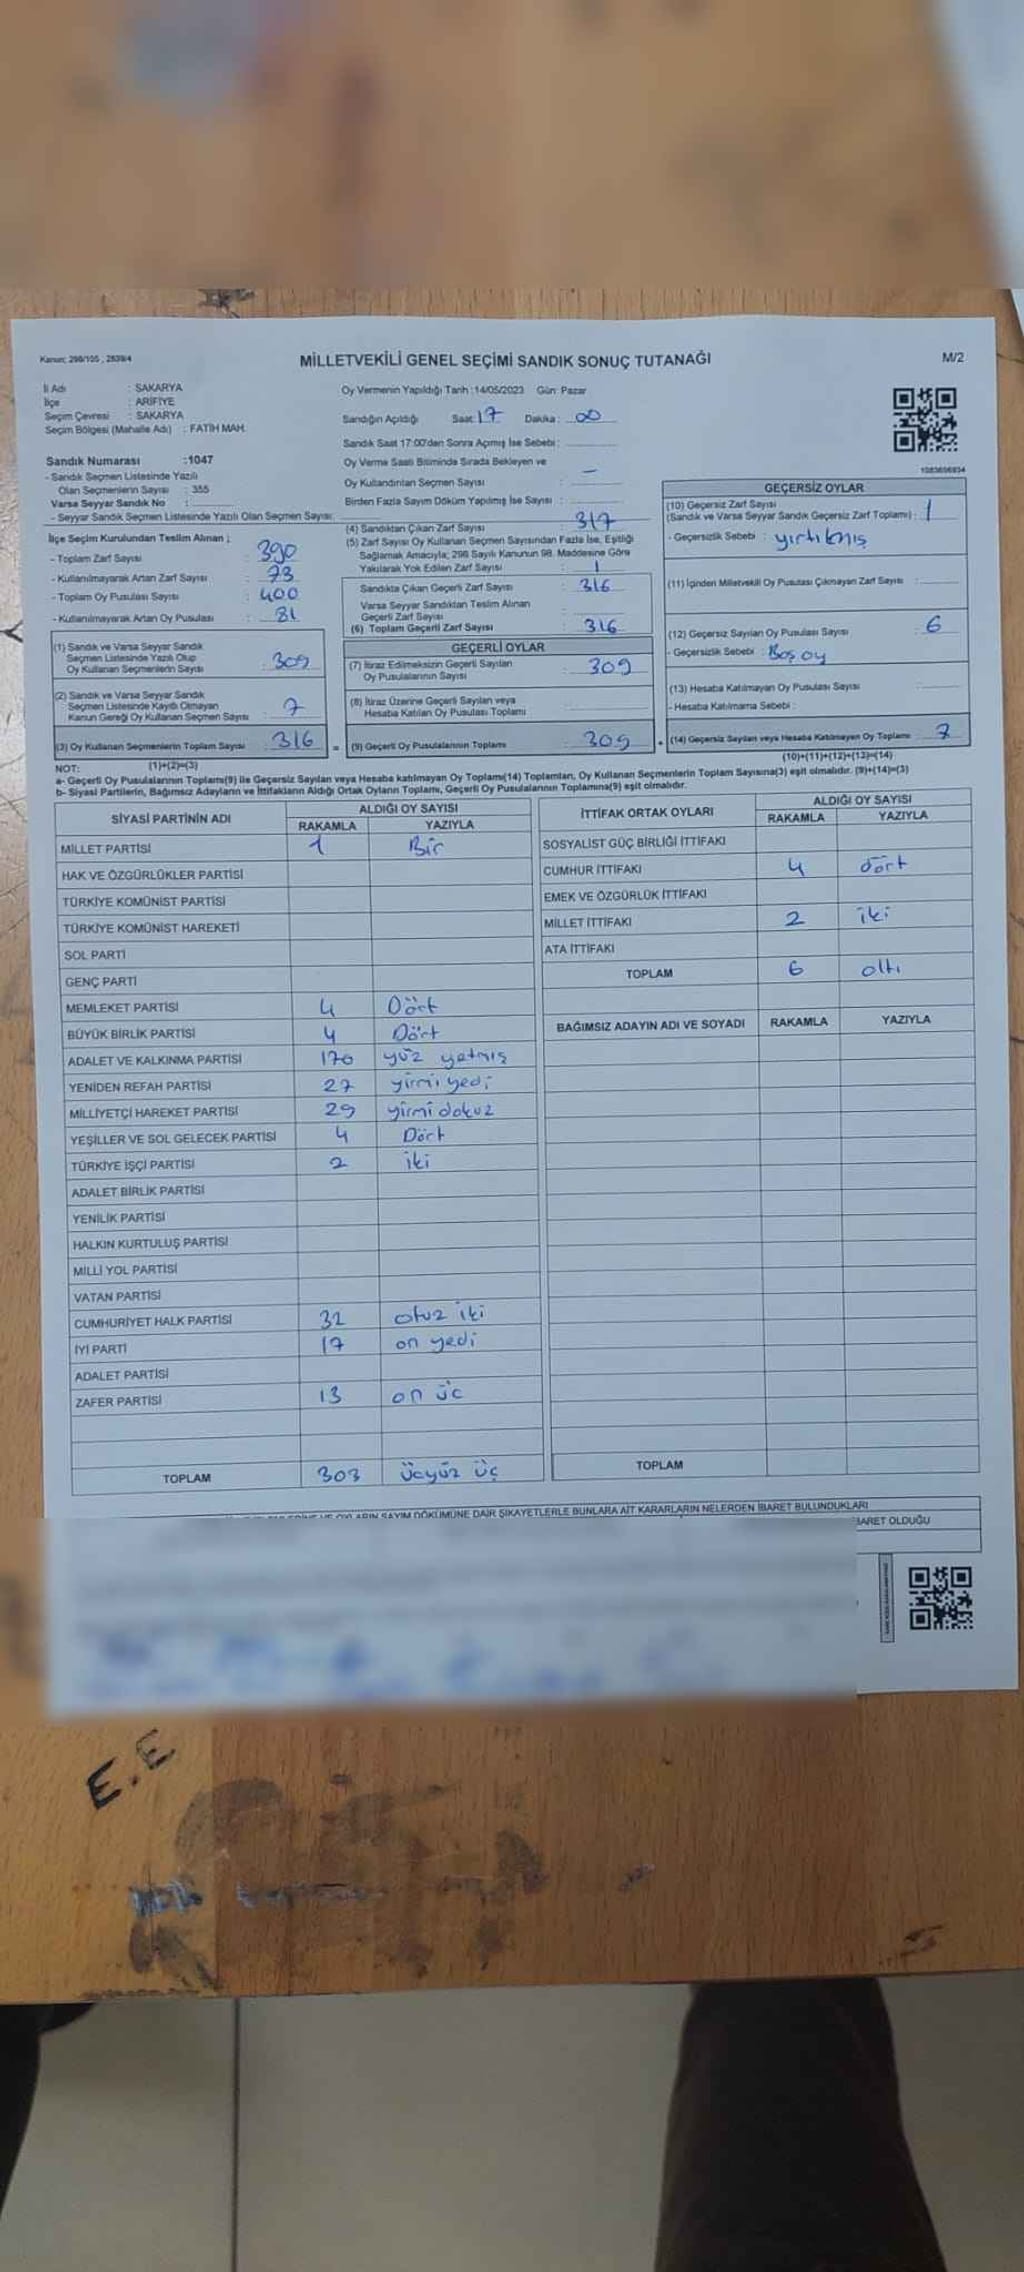 Kanun; 298/105 , 2839/4
MİLLETVEKİLİ GENEL SEÇİMİ SANDIK SONUÇ TUTANAĞI
M/2
İl Adı : SAKARYA
İlçe : ARİFİYE
Seçim Çevresi : SAKARYA
Seçim Bölgesi (Mahalle Adı) : FATİH MAH.
Oy Vermenin Yapıldığı Tarih :14/05/2023 Gün: Pazar
Sandığın Açıldığı Saat: 17 Dakika: 00
Sandık Saat 17:00'den Sonra Açımış İse Sebebi :
Oy Verme Saati Bitiminde Sırada Bekleyen ve
Oy Kullandırılan Seçmen Sayısı : —
Birden Fazla Sayım Döküm Yapılmış İse Sayısı :
Sandık Numarası :1047
- Sandık Seçmen Listesinde Yazılı
Olan Seçmenlerin Sayısı : 355
Varsa Seyyar Sandık No :
- Seyyar Sandık Seçmen Listesinde Yazılı Olan Seçmen Sayısı:
İlçe Seçim Kurulundan Teslim Alınan ;
- Toplam Zarf Sayısı : 390
- Kullanılmayarak Artan Zarf Sayısı : 73
- Toplam Oy Pusulası Sayısı : 400
- Kullanılmayarak Artan Oy Pusulası : 81
(1) Sandık ve Varsa Seyyar Sandık
Seçmen Listesinde Yazılı Olup
Oy Kullanan Seçmenlerin Sayısı : 309
(2) Sandık ve Varsa Seyyar Sandık
Seçmen Listesinde Kayıtlı Olmayan
Kanun Gereği Oy Kullanan Seçmen Sayısı : 7
(3) Oy Kullanan Seçmenlerin Toplam Sayısı : 316 =
(4) Sandıktan Çıkan Zarf Sayısı : 317
(5) Zarf Sayısı Oy Kullanan Seçmen Sayısından Fazla İse, Eşitliği
Sağlamak Amacıyla; 298 Sayılı Kanunun 98. Maddesine Göre
Yakılarak Yok Edilen Zarf Sayısı : 1
Sandıkta Çıkan Geçerli Zarf Sayısı : 316
Varsa Seyyar Sandıktan Teslim Alınan
Geçerli Zarf Sayısı :
(6) Toplam Geçerli Zarf Sayısı : 316
GEÇERLİ OYLAR
(7) İtiraz Edilmeksizin Geçerli Sayılan
Oy Pusulalarının Sayısı : 309
(8) İtiraz Üzerine Geçerli Sayılan veya
Hesaba Katılan Oy Pusulası Toplamı :
(9) Geçerli Oy Pusulalarının Toplamı : 309 +
1083656934
GEÇERSİZ OYLAR
(10) Geçersiz Zarf Sayısı
(Sandık ve Varsa Seyyar Sandık Geçersiz Zarf Toplamı) : 1
- Geçersizlik Sebebi : yırtılmış
(11) İçinden Milletvekili Oy Pusulası Çıkmayan Zarf Sayısı :
(12) Geçersiz Sayılan Oy Pusulası Sayısı : 6
- Geçersizlik Sebebi : Boş oy
(13) Hesaba Katılmayan Oy Pusulası Sayısı :
- Hesaba Katılmama Sebebi :
(14) Geçersiz Sayılan veya Hesaba Katılmayan Oy Toplamı : 7
NOT: (1)+(2)=(3)
(10)+(11)+(12)+(13)=(14)
a- Geçerli Oy Pusulalarının Toplamı(9) ile Geçersiz Sayılan veya Hesaba katılmayan Oy Toplamı(14) Toplamları, Oy Kullanan Seçmenlerin Toplam Sayısına(3) eşit olmalıdır. (9)+(14)=(3)
b- Siyasi Partilerin, Bağımsız Adayların ve İttifakların Aldığı Ortak Oyların Toplamı, Geçerli Oy Pusulalarının Toplamına(9) eşit olmalıdır.
SİYASİ PARTİNİN ADI ALDIĞI OY SAYISI
RAKAMLA YAZIYLA
MİLLET PARTİSİ 1 Bir
HAK VE ÖZGÜRLÜKLER PARTİSİ
TÜRKİYE KOMÜNİST PARTİSİ
TÜRKİYE KOMÜNİST HAREKETİ
SOL PARTİ
GENÇ PARTİ
MEMLEKET PARTİSİ 4 Dört
BÜYÜK BİRLİK PARTİSİ 4 Dört
ADALET VE KALKINMA PARTİSİ 170 yüz yetmiş
YENİDEN REFAH PARTİSİ 27 yirmi yedi
MİLLİYETÇİ HAREKET PARTİSİ 29 yirmi dokuz
YEŞİLLER VE SOL GELECEK PARTİSİ 4 Dört
TÜRKİYE İŞÇİ PARTİSİ 2 iki
ADALET BİRLİK PARTİSİ
YENİLİK PARTİSİ
HALKIN KURTULUŞ PARTİSİ
MİLLİ YOL PARTİSİ
VATAN PARTİSİ
CUMHURİYET HALK PARTİSİ 32 otuz iki
İYİ PARTİ 17 on yedi
ADALET PARTİSİ
ZAFER PARTİSİ 13 on üc
TOPLAM 303 ücyüz üç
İTTİFAK ORTAK OYLARI ALDIĞI OY SAYISI
RAKAMLA YAZIYLA
SOSYALİST GÜÇ BİRLİĞİ İTTİFAKI
CUMHUR İTTİFAKI 4 dört
EMEK VE ÖZGÜRLÜK İTTİFAKI
MİLLET İTTİFAKI 2 iki
ATA İTTİFAKI
TOPLAM 6 altı
BAĞIMSIZ ADAYIN ADI VE SOYADI RAKAMLA YAZIYLA
TOPLAM
OYLARIN SAYIM DÖKÜMÜNE DAİR ŞİKAYETLERLE BUNLARA AİT KARARLARIN NELERDEN İBARET BULUNDUKLARI
İBARET OLDUĞU
E.E